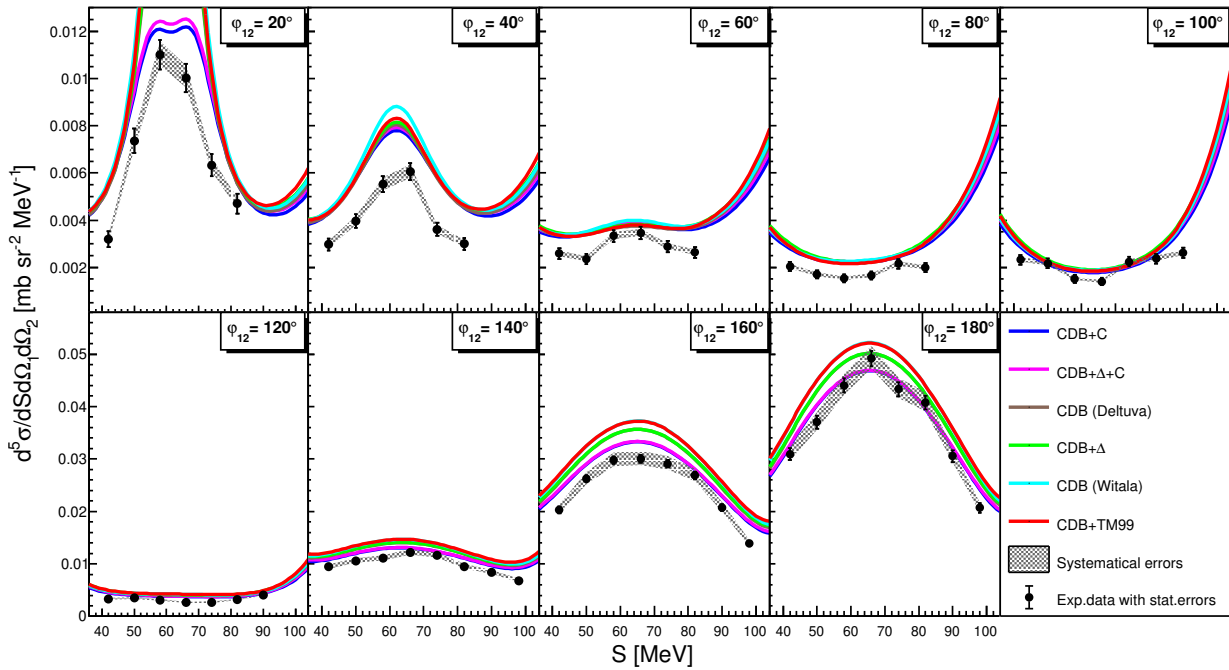 φ12= 20°
φ12= 40°
φ12= 60°
φ12= 80°
φ12= 100°
0.012
0.01
0.008
0.006
0.004
0.002
d⁵σ/dSdΩ₁dΩ₂ [mb sr⁻² MeV⁻¹]
φ12= 120°
φ12= 140°
φ12= 160°
φ12= 180°
0.05
0.04
0.03
0.02
0.01
0
40 50 60 70 80 90 100
40 50 60 70 80 90 100
40 50 60 70 80 90 100
40 50 60 70 80 90 100
S [MeV]
CDB+C
CDB+Δ+C
CDB (Deltuva)
CDB+Δ
CDB (Witala)
CDB+TM99
Systematical errors
Exp.data with stat.errors